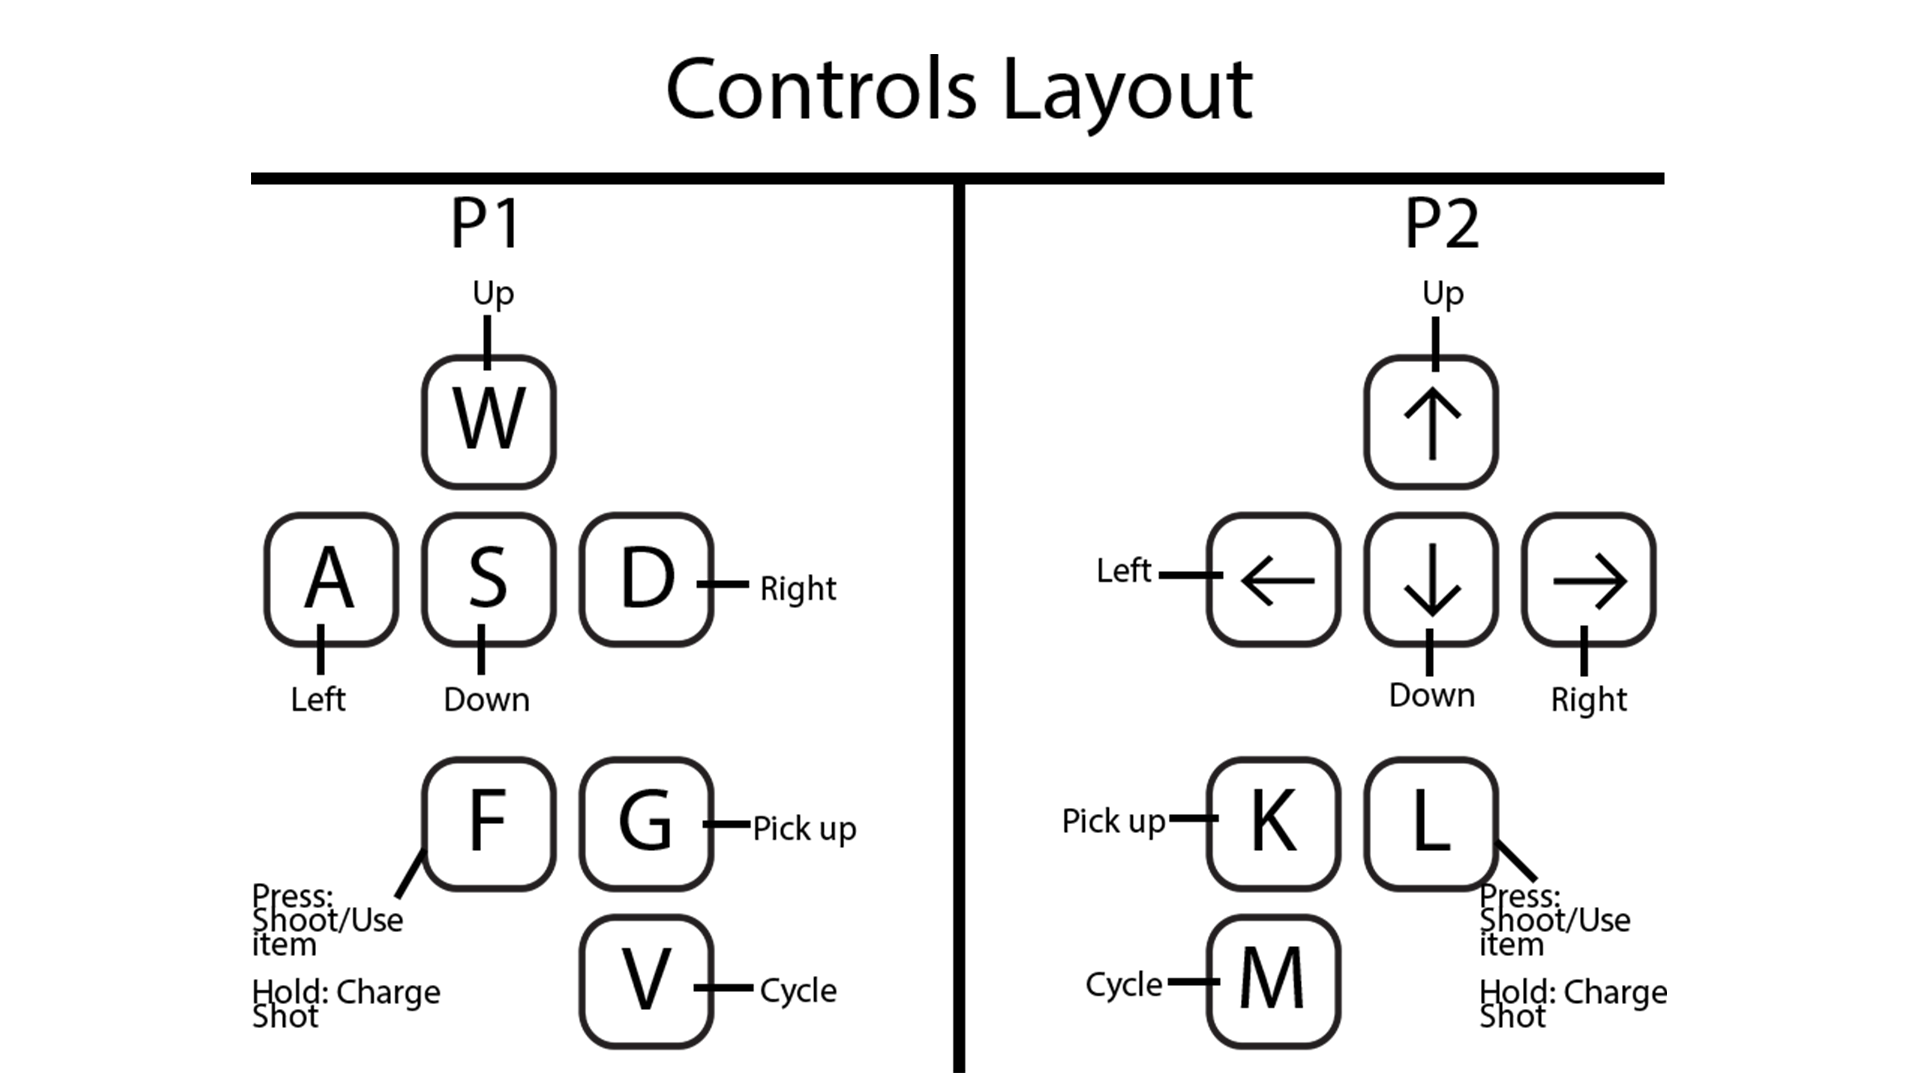 Controls Layout
P1
Up
W
A
S
D
Right
Left
Down
F
G
Pick up
Press:
Shoot/Use
item
Hold: Charge
Shot
V
Cycle
P2
Up
↑
Left
←
↓
→
Down
Right
Pick up
K
L
Press:
Shoot/Use
item
Hold: Charge
Shot
Cycle
M